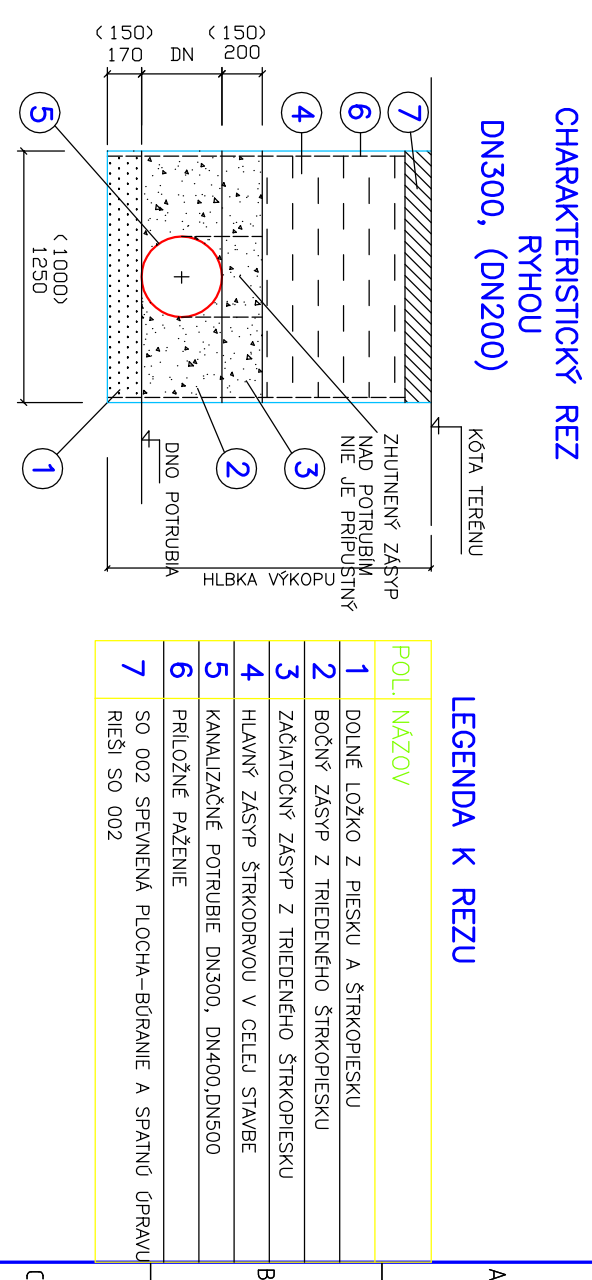 CHARAKTERISTICKÝ REZ
RYHOU
DN300, (DN200)
7
6
4
5
(150)
200
DN
(150)
170
(1000)
1250
KÓTA TERÉNU
ZHUTNENÝ ZÁSYP
NAD POTRUBÍM
NIE JE PRÍPUSTNÝ
3
2
DNO POTRUBIA
1
HLBKA VÝKOPU
LEGENDA K REZU
POL. NÁZOV
1 DOLNÉ LOŽKO Z PIESKU A ŠTRKOPIESKU
2 BOČNÝ ZÁSYP Z TRIEDENÉHO ŠTRKOPIESKU
3 ZAČIATOČNÝ ZÁSYP Z TRIEDENÉHO ŠTRKOPIESKU
4 HLAVNÝ ZÁSYP ŠTRKODRVOU V CELEJ STAVBE
5 KANALIZAČNÉ POTRUBIE DN300, DN400,DN500
6 PRÍLOŽNÉ PAŽENIE
7 SO 002 SPEVNENÁ PLOCHA-BÚRANIE A SPATNÚ ÚPRAVU
RIEŠI SO 002
A
B
C